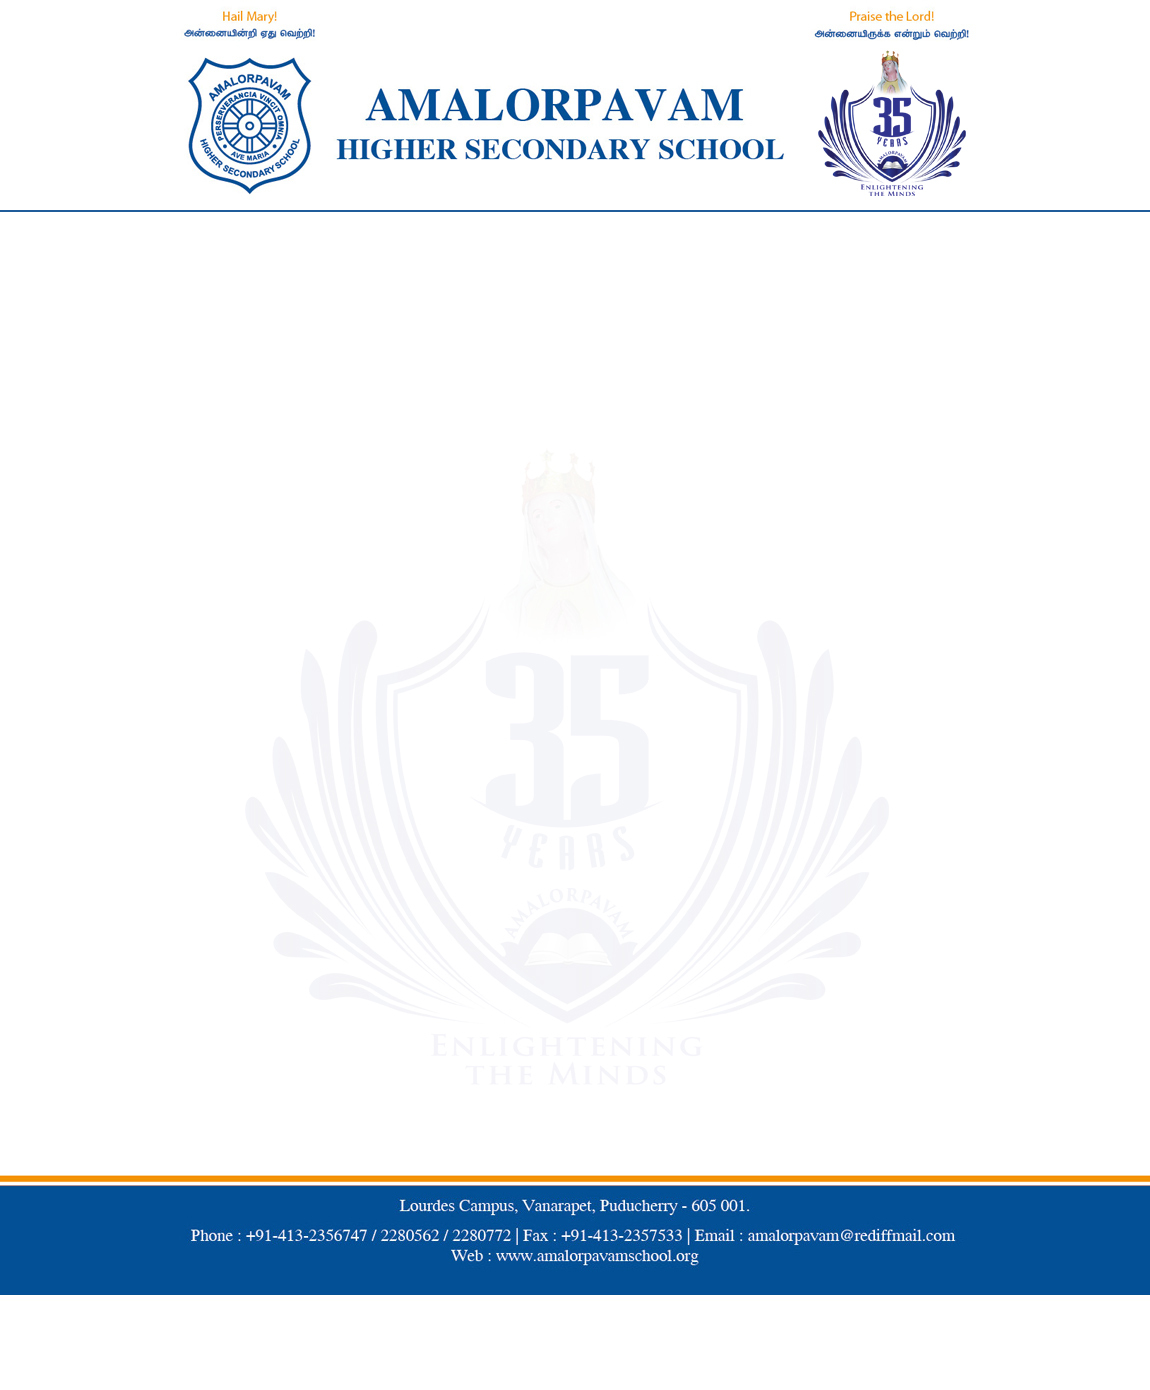 Hail Mary!
அன்னையின்றி ஏது வெற்றி!
Praise the Lord!
அன்னையிருக்க என்றும் வெற்றி!
AMALORPAVAM
PERSERVERANCIA VINCIT OMNIA
AVE MARIA
HIGHER SECONDARY SCHOOL
AMALORPAVAM
HIGHER SECONDARY SCHOOL
35
YEARS
AMALORPAVAM
ENLIGHTENING
THE MINDS
35
YEARS
AMALORPAVAM
ENLIGHTENING
THE MINDS
Lourdes Campus, Vanarapet, Puducherry - 605 001.
Phone : +91-413-2356747 / 2280562 / 2280772 | Fax : +91-413-2357533 | Email : amalorpavam@rediffmail.com
Web : www.amalorpavamschool.org